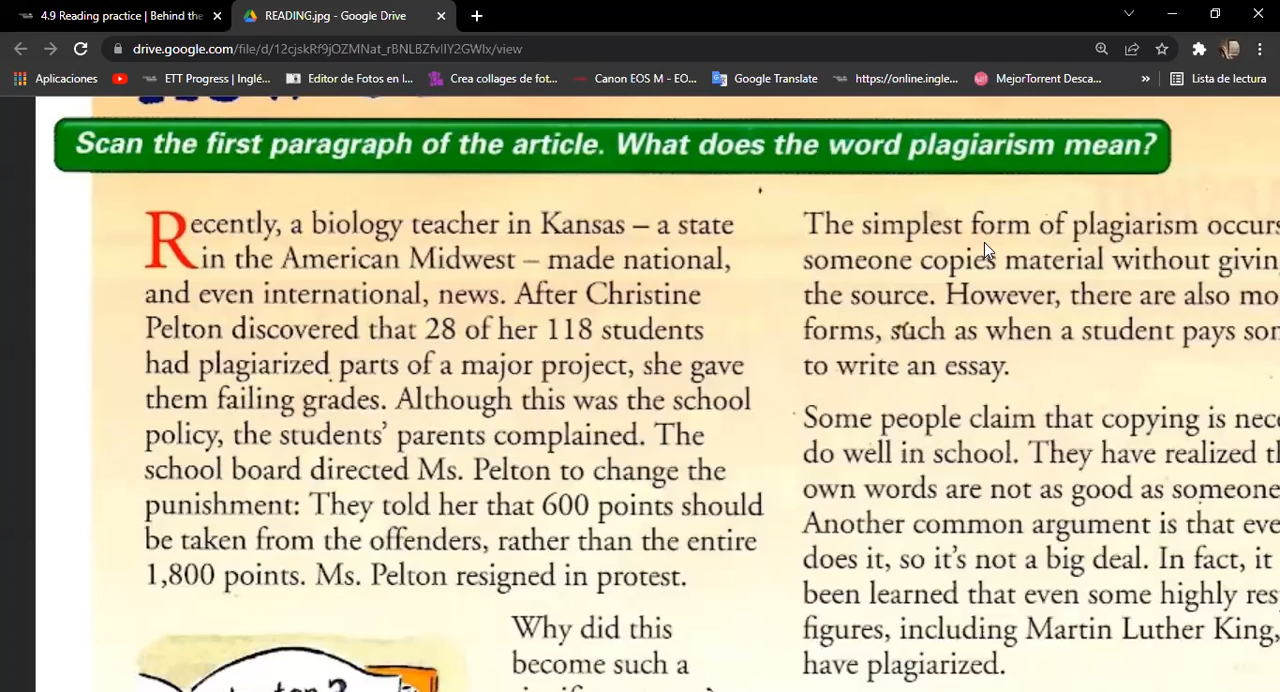 4.9 Reading practice | Behind the
READING.jpg - Google Drive
drive.google.com/file/d/12cjskRf9jOZMNat_rBNLBZfvlIY2GWlx/view
Aplicaciones
ETT Progress | Inglé...
Editor de Fotos en l...
Crea collages de fot...
Canon EOS M - EO...
Google Translate
https://online.ingle...
MejorTorrent Desca...
»
Lista de lectura
Scan the first paragraph of the article. What does the word plagiarism mean?
Recently, a biology teacher in Kansas – a state
in the American Midwest – made national,
and even international, news. After Christine
Pelton discovered that 28 of her 118 students
had plagiarized parts of a major project, she gave
them failing grades. Although this was the school
policy, the students' parents complained. The
school board directed Ms. Pelton to change the
punishment: They told her that 600 points should
be taken from the offenders, rather than the entire
1,800 points. Ms. Pelton resigned in protest.
Why did this
become such a
The simplest form of plagiarism occurs
someone copies material without givin
the source. However, there are also mo
forms, such as when a student pays som
to write an essay.
Some people claim that copying is nece
do well in school. They have realized th
own words are not as good as someone
Another common argument is that eve
does it, so it's not a big deal. In fact, it
been learned that even some highly res
figures, including Martin Luther King,
have plagiarized.